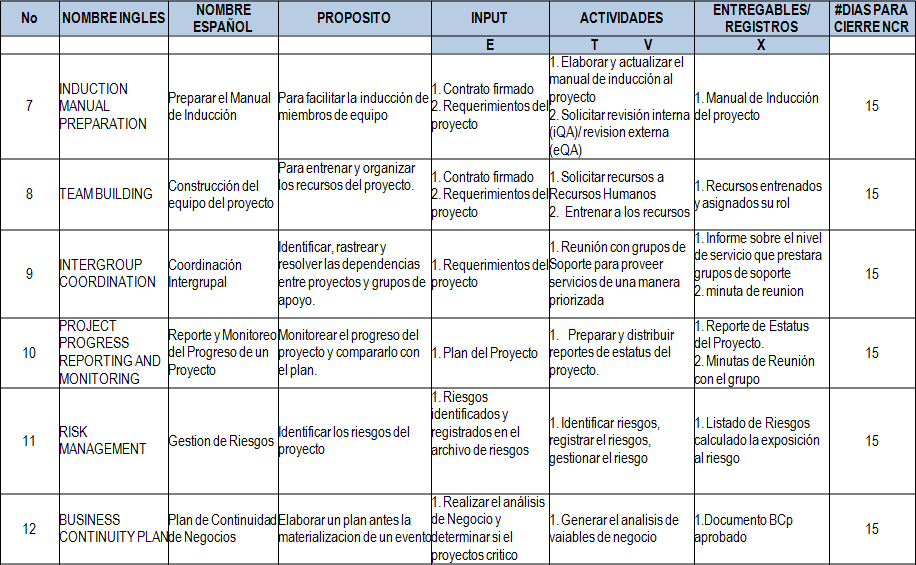 No
NOMBRE INGLES
NOMBRE
ESPAÑOL
PROPOSITO
INPUT
ACTIVIDADES
ENTREGABLES/
REGISTROS
#DIAS PARA
CIERRE NCR
E
T V
X
7
INDUCTION
MANUAL
PREPARATION
Preparar el Manual
de Inducción
Para facilitar la inducción de
miembros de equipo
1. Contrato firmado
2. Requerimientos del
proyecto
1. Elaborar y actualizar el
manual de inducción al
proyecto
2. Solicitar revisión interna
(iQA)/ revision externa
(eQA)
1. Manual de Inducción
del proyecto
15
8
TEAM BUILDING
Construcción del
equipo del proyecto
Para entrenar y organizar
los recursos del proyecto.
1. Contrato firmado
2. Requerimientos del
proyecto
1. Solicitar recursos a
Recursos Humanos
2. Entrenar a los recursos
1. Recursos entrenados
y asignados su rol
15
9
INTERGROUP
COORDINATION
Coordinación
Intergrupal
Identificar, rastrear y
resolver las dependencias
entre proyectos y grupos de
apoyo.
1. Requerimientos del
proyecto
1. Reunión con grupos de
Soporte para proveer
servicios de una manera
priorizada
1. Informe sobre el nivel
de servicio que prestara
grupos de soporte
2. minuta de reunion
15
10
PROJECT
PROGRESS
REPORTING AND
MONITORING
Reporte y Monitoreo
del Progreso de un
Proyecto
Monitorear el progreso del
proyecto y compararlo con
el plan.
1. Plan del Proyecto
1. Preparar y distribuir
reportes de estatus del
proyecto.
1. Reporte de Estatus
del Proyecto.
2. Minutas de Reunión
con el grupo
15
11
RISK
MANAGEMENT
Gestion de Riesgos
Identificar los riesgos del
proyecto
1. Riesgos
identificados y
registrados en el
archivo de riesgos
1. Identificar riesgos,
registrar el riesgos,
gestionar el riesgo
1. Listado de Riesgos
calculado la exposición
al riesgo
15
12
BUSINESS
CONTINUITY PLAN
Plan de Continuidad
de Negocios
Elaborar un plan antes la
materializacion de un evento
1. Realizar el análisis
de Negocio y
determinar si el
proyectos critico
1. Generar el analisis de
vaiables de negocio
1.Documento BCp
aprobado
15